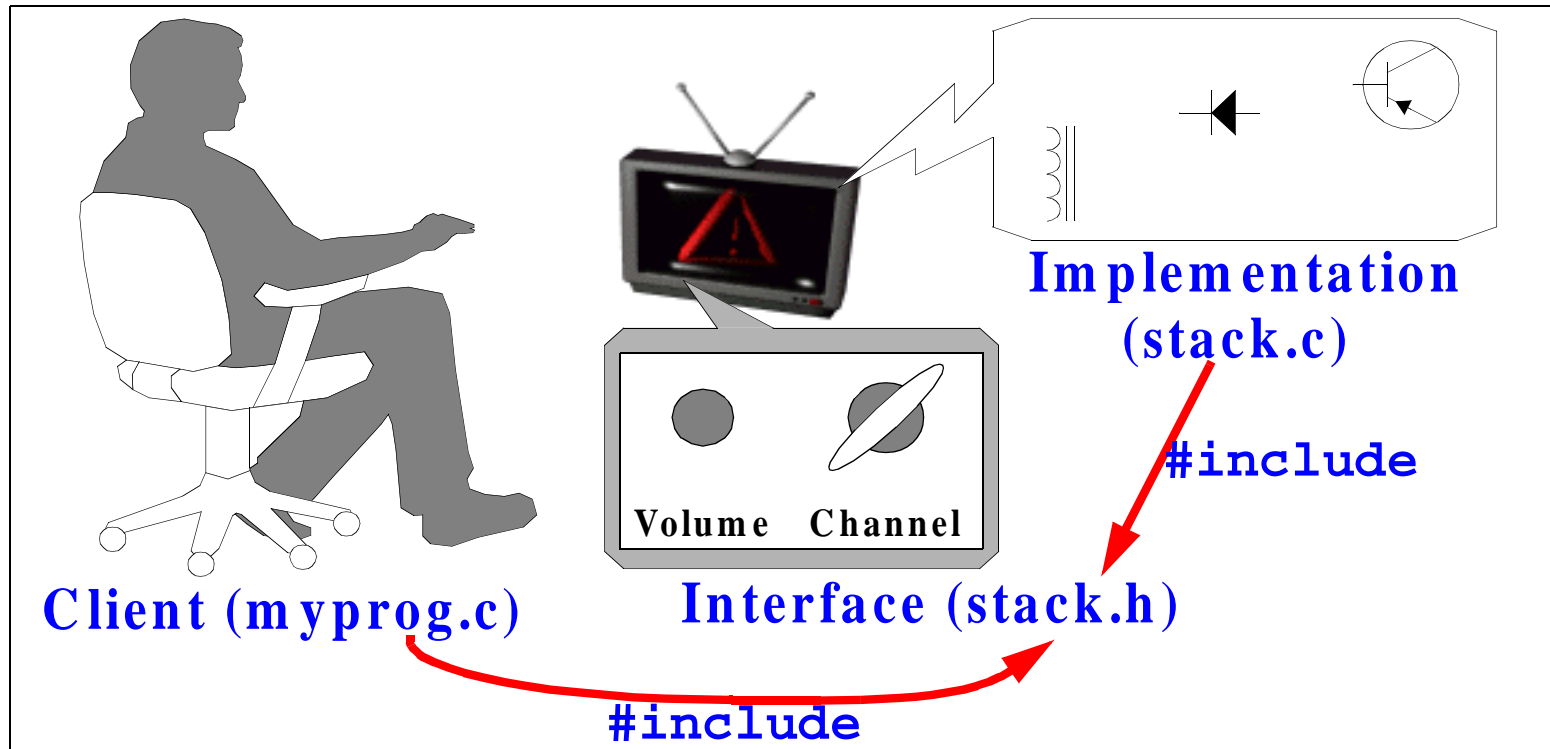 Implementation
(stack.c)
#include
Volume Channel
Client (myprog.c)
Interface (stack.h)
#include